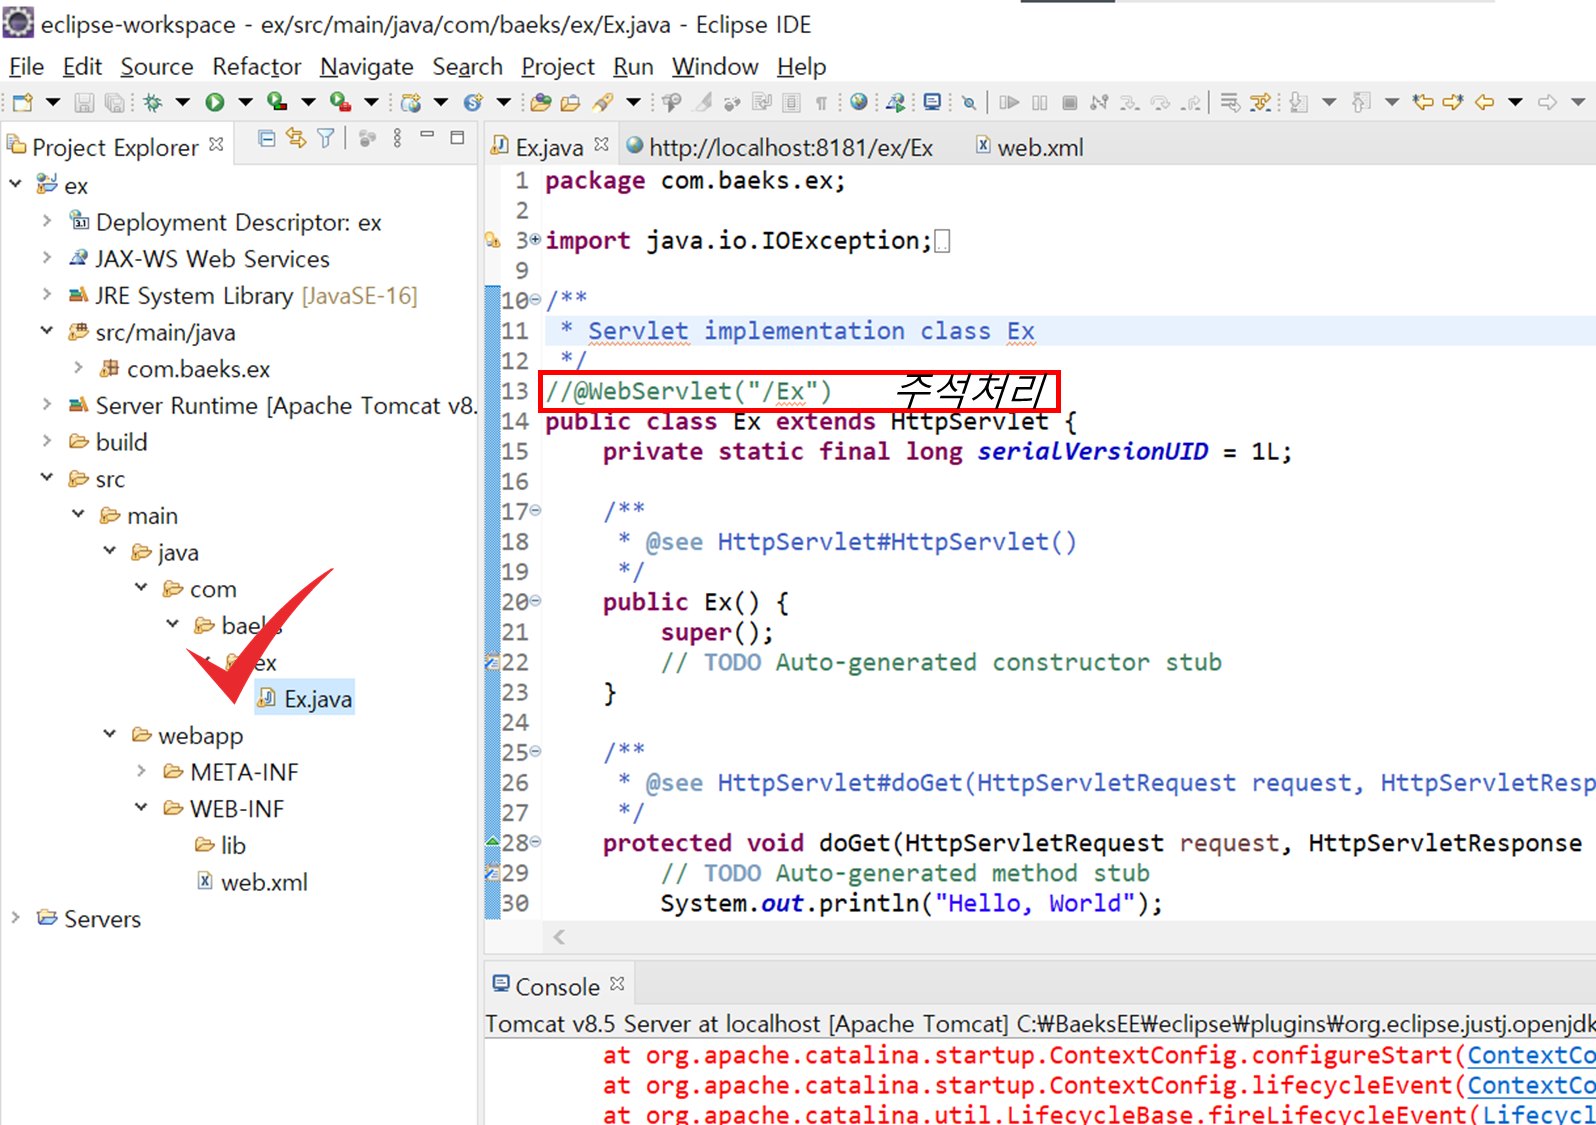 eclipse-workspace - ex/src/main/java/com/baeks/ex/Ex.java - Eclipse IDE
File Edit Source Refactor Navigate Search Project Run Window Help
Project Explorer
ex
Deployment Descriptor: ex
JAX-WS Web Services
JRE System Library [JavaSE-16]
src/main/java
com.baeks.ex
Server Runtime [Apache Tomcat v8.
build
src
main
java
com
baeks
ex
Ex.java
webapp
META-INF
WEB-INF
lib
web.xml
Servers
Ex.java http://localhost:8181/ex/Ex web.xml
1 package com.baeks.ex;
2
3 import java.io.IOException;
9
10 /**
11 * Servlet implementation class Ex
12 */
13 //@WebServlet("/Ex") 주석처리
14 public class Ex extends HttpServlet {
15 private static final long serialVersionUID = 1L;
16
17 /**
18 * @see HttpServlet#HttpServlet()
19 */
20 public Ex() {
21 super();
22 // TODO Auto-generated constructor stub
23 }
24
25 /**
26 * @see HttpServlet#doGet(HttpServletRequest request, HttpServletResp
27 */
28 protected void doGet(HttpServletRequest request, HttpServletResponse
29 // TODO Auto-generated method stub
30 System.out.println("Hello, World");
Console
Tomcat v8.5 Server at localhost [Apache Tomcat] C:₩BaeksEE₩eclipse₩plugins₩org.eclipse.justj.openjdk
at org.apache.catalina.startup.ContextConfig.configureStart(ContextCo
at org.apache.catalina.startup.ContextConfig.lifecycleEvent(ContextCo
at org.apache.catalina.util.LifecycleBase.fireLifecycleEvent(Lifecycl